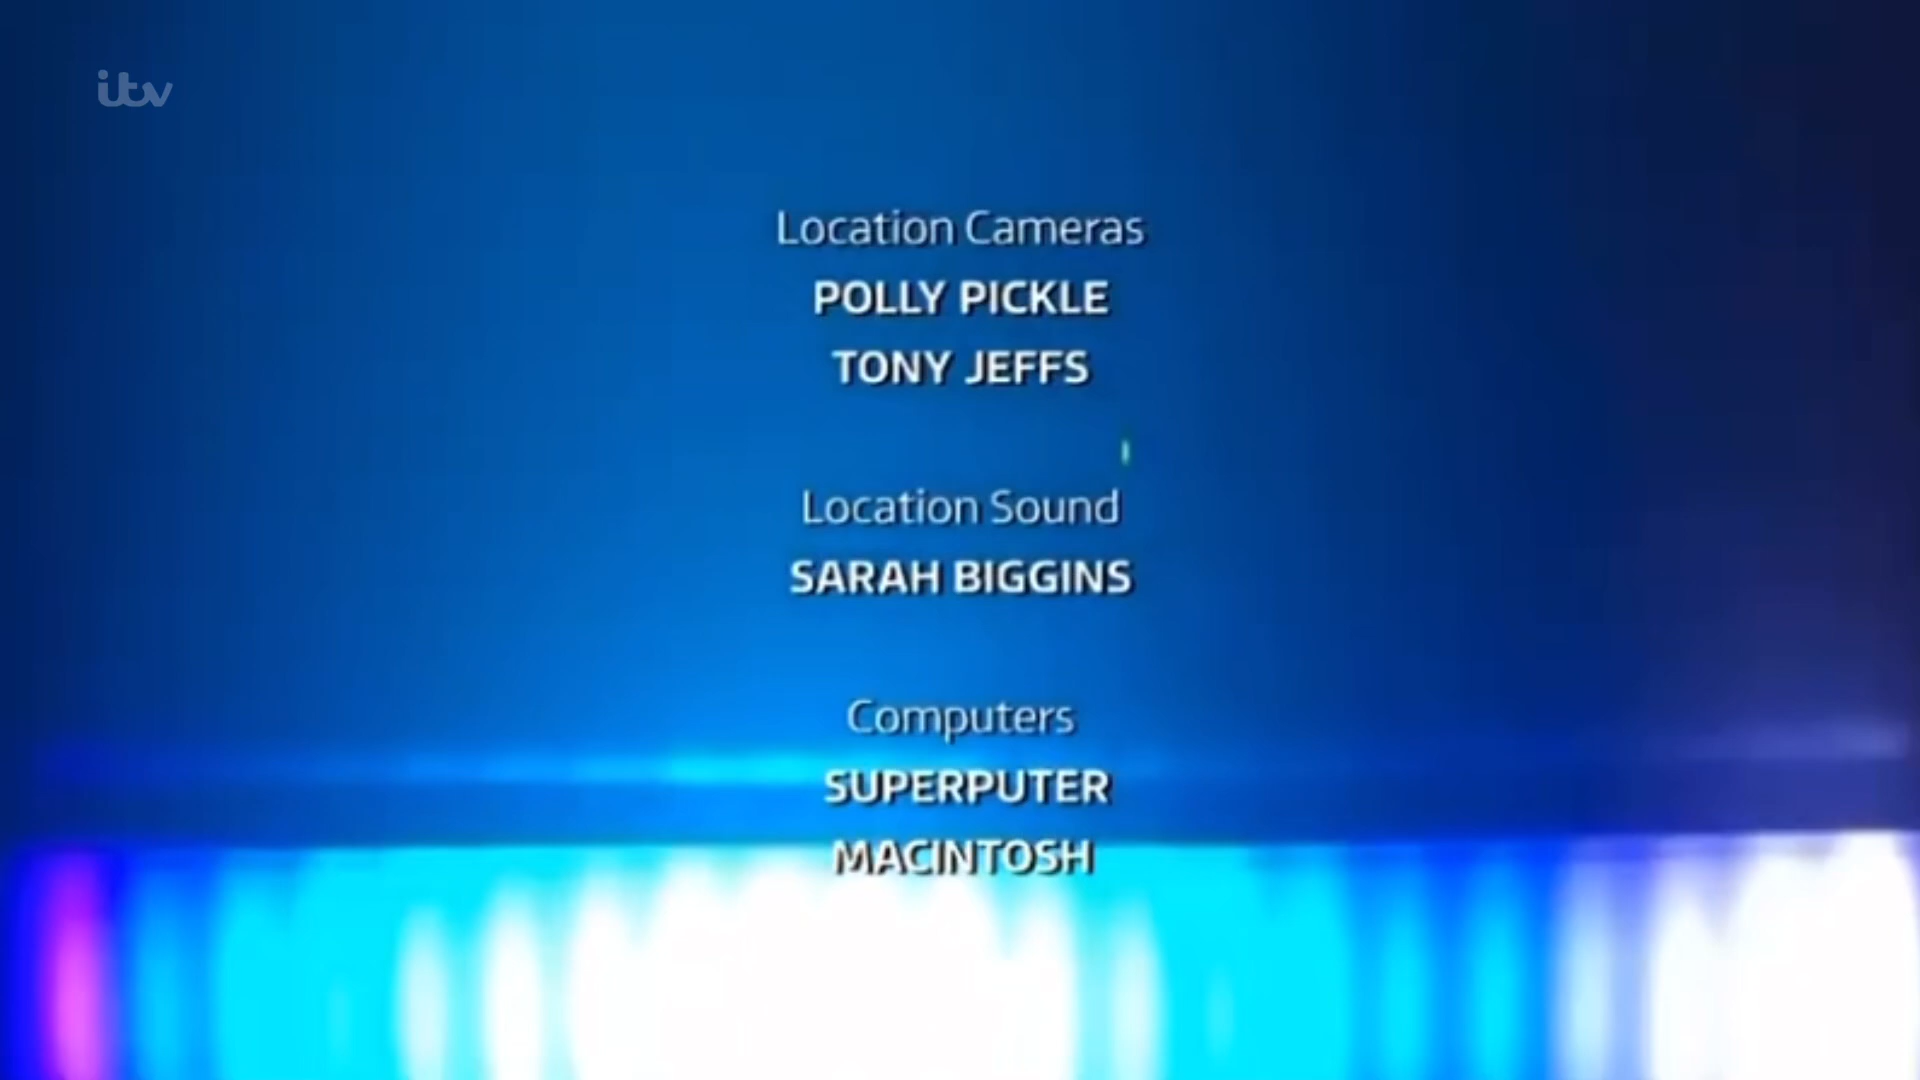 itv
Location Cameras
POLLY PICKLE
TONY JEFFS
Location Sound
SARAH BIGGINS
Computers
SUPERPUTER
MACINTOSH